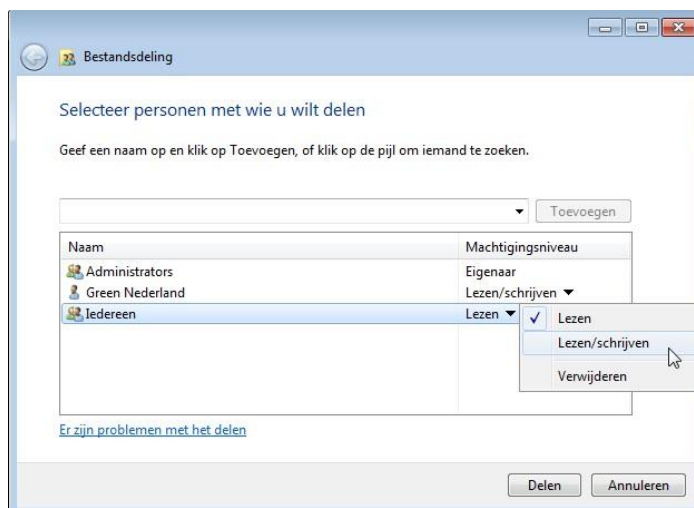 Bestandsdeling
Selecteer personen met wie u wilt delen
Geef een naam op en klik op Toevoegen, of klik op de pijl om iemand te zoeken.
Toevoegen
Naam Machtigingsniveau
Administrators Eigenaar
Green Nederland Lezen/schrijven
Iedereen Lezen
Lezen
Lezen/schrijven
Verwijderen
Er zijn problemen met het delen
Delen Annuleren